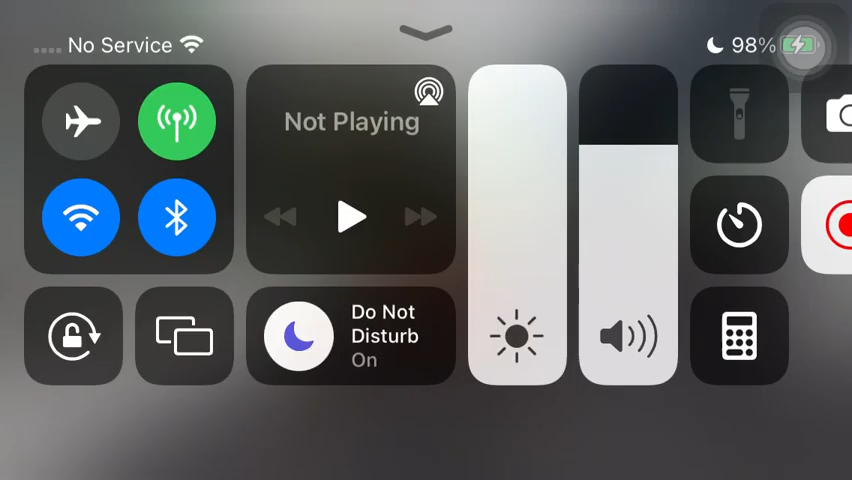 No Service
98%
Not Playing
Do Not
Disturb
On